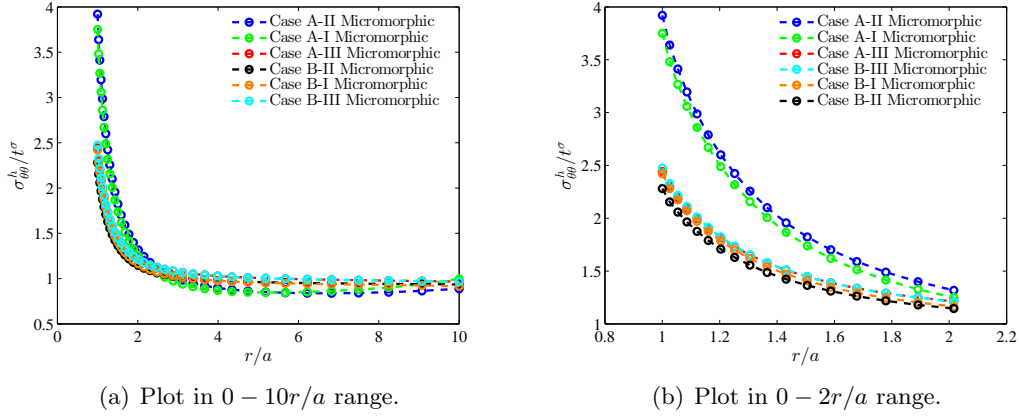 4
3.5
3
2.5
2
1.5
1
0.5
0
2
4
6
8
10
σ^h_θθ/t^σ
r/a
Case A-II Micromorphic
Case A-I Micromorphic
Case A-III Micromorphic
Case B-II Micromorphic
Case B-I Micromorphic
Case B-III Micromorphic
(a) Plot in 0 − 10r/a range.
4
3.5
3
2.5
2
1.5
1
0.8
1
1.2
1.4
1.6
1.8
2
2.2
σ^h_θθ/t^σ
r/a
Case A-II Micromorphic
Case A-I Micromorphic
Case A-III Micromorphic
Case B-III Micromorphic
Case B-I Micromorphic
Case B-II Micromorphic
(b) Plot in 0 − 2r/a range.